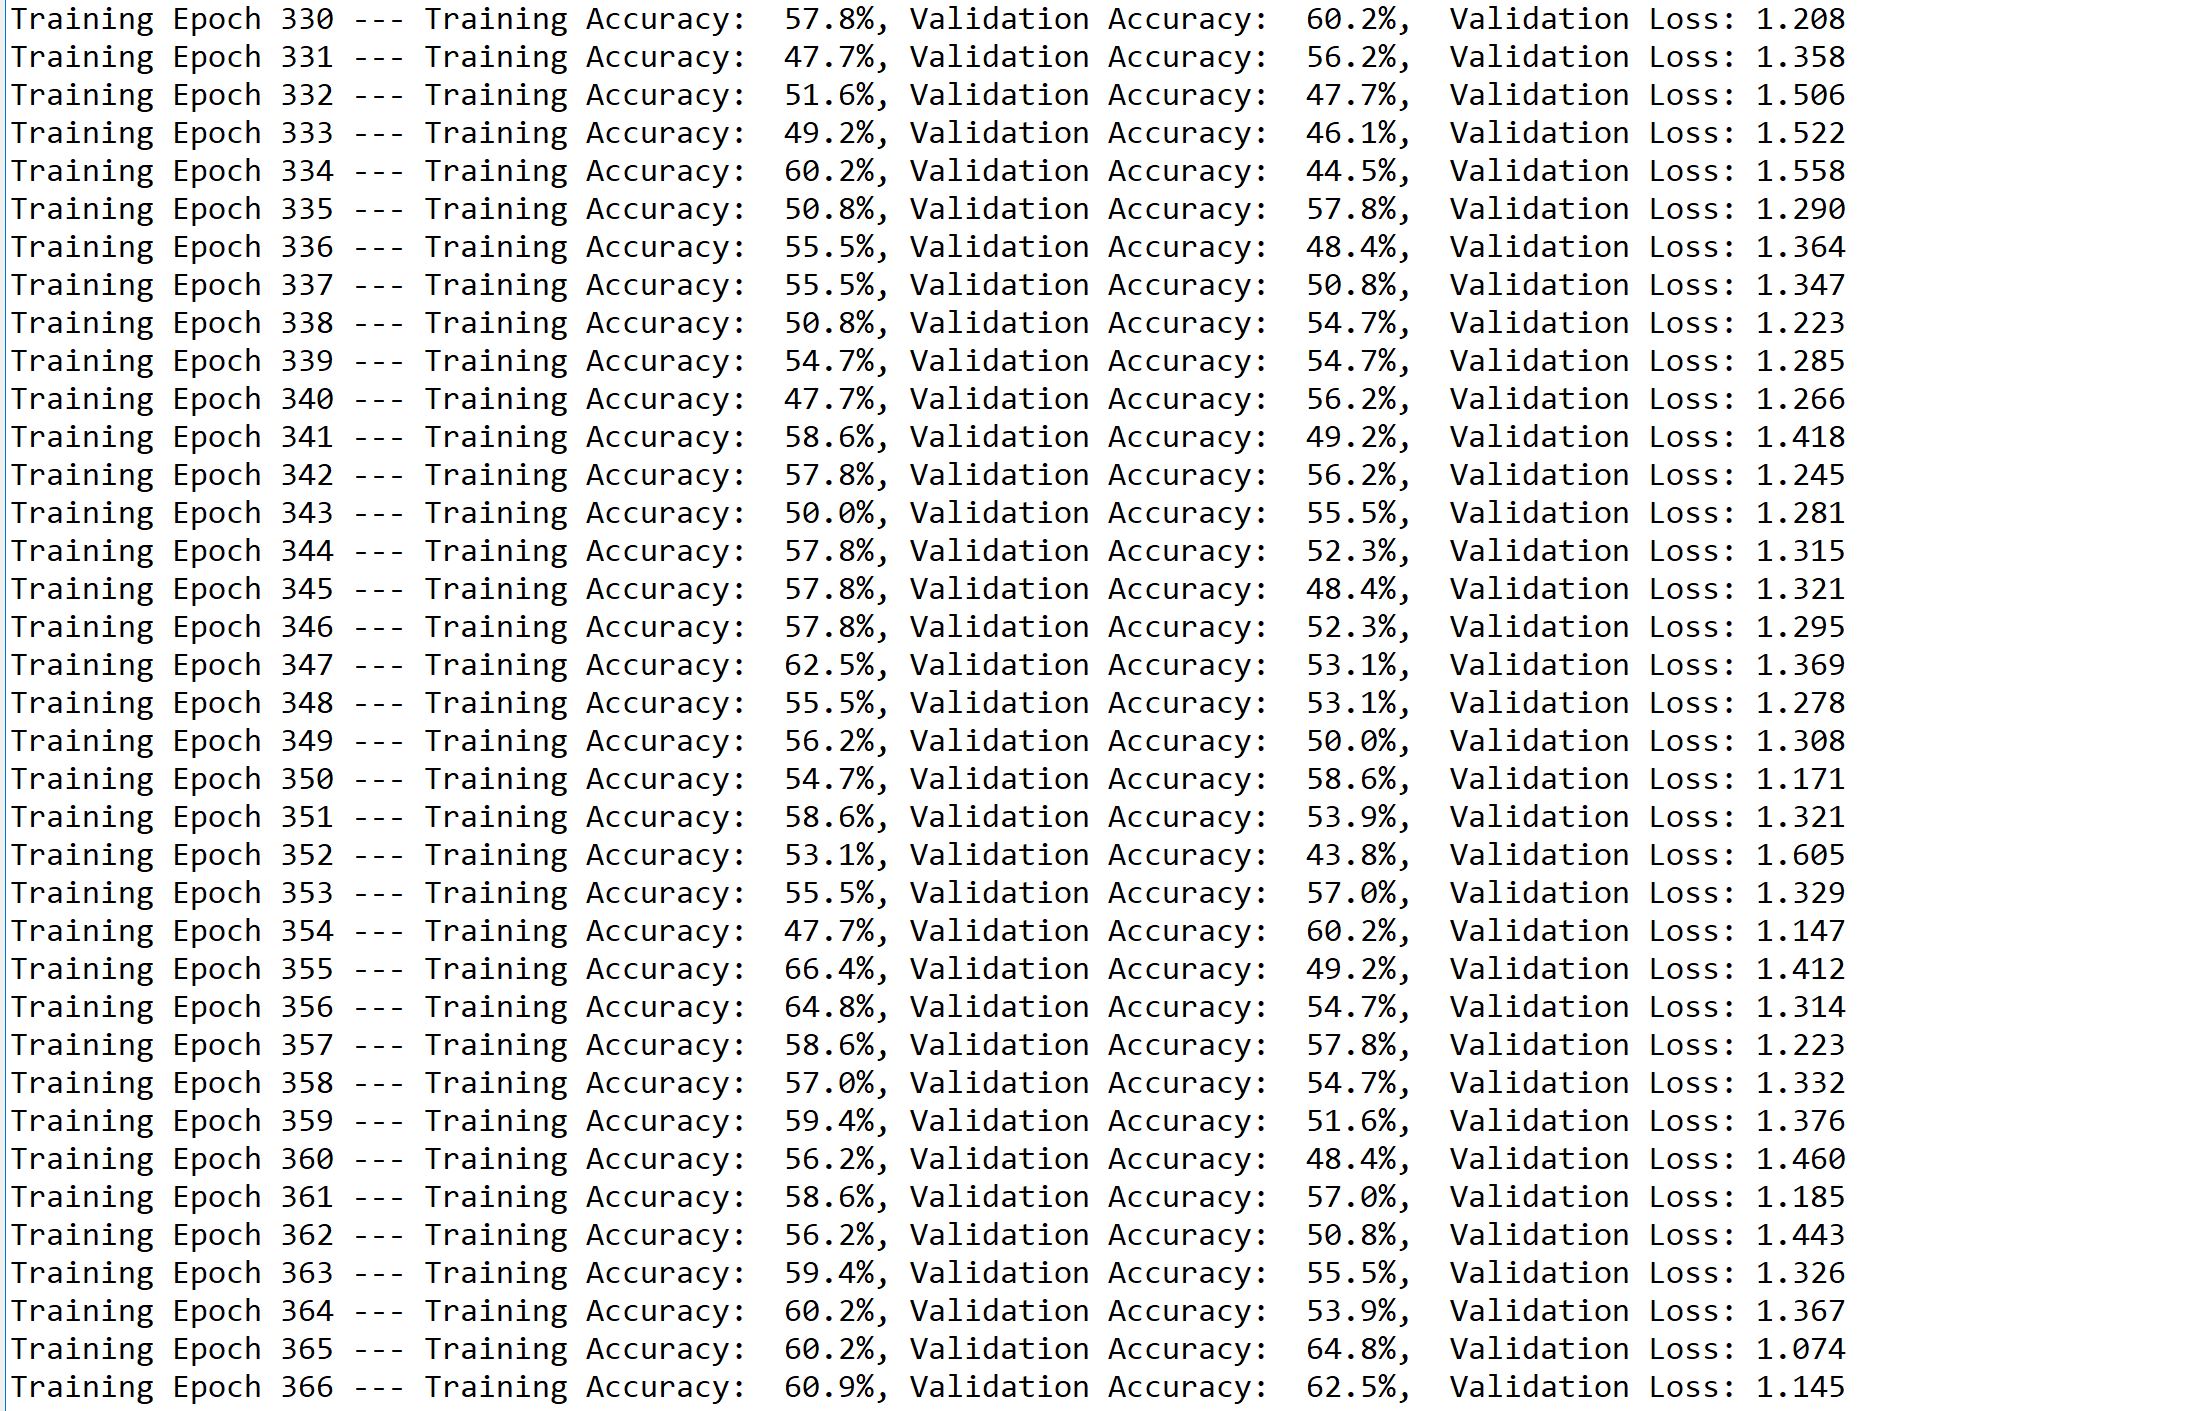 Training Epoch 330 --- Training Accuracy:  57.8%, Validation Accuracy:  60.2%,  Validation Loss: 1.208
Training Epoch 331 --- Training Accuracy:  47.7%, Validation Accuracy:  56.2%,  Validation Loss: 1.358
Training Epoch 332 --- Training Accuracy:  51.6%, Validation Accuracy:  47.7%,  Validation Loss: 1.506
Training Epoch 333 --- Training Accuracy:  49.2%, Validation Accuracy:  46.1%,  Validation Loss: 1.522
Training Epoch 334 --- Training Accuracy:  60.2%, Validation Accuracy:  44.5%,  Validation Loss: 1.558
Training Epoch 335 --- Training Accuracy:  50.8%, Validation Accuracy:  57.8%,  Validation Loss: 1.290
Training Epoch 336 --- Training Accuracy:  55.5%, Validation Accuracy:  48.4%,  Validation Loss: 1.364
Training Epoch 337 --- Training Accuracy:  55.5%, Validation Accuracy:  50.8%,  Validation Loss: 1.347
Training Epoch 338 --- Training Accuracy:  50.8%, Validation Accuracy:  54.7%,  Validation Loss: 1.223
Training Epoch 339 --- Training Accuracy:  54.7%, Validation Accuracy:  54.7%,  Validation Loss: 1.285
Training Epoch 340 --- Training Accuracy:  47.7%, Validation Accuracy:  56.2%,  Validation Loss: 1.266
Training Epoch 341 --- Training Accuracy:  58.6%, Validation Accuracy:  49.2%,  Validation Loss: 1.418
Training Epoch 342 --- Training Accuracy:  57.8%, Validation Accuracy:  56.2%,  Validation Loss: 1.245
Training Epoch 343 --- Training Accuracy:  50.0%, Validation Accuracy:  55.5%,  Validation Loss: 1.281
Training Epoch 344 --- Training Accuracy:  57.8%, Validation Accuracy:  52.3%,  Validation Loss: 1.315
Training Epoch 345 --- Training Accuracy:  57.8%, Validation Accuracy:  48.4%,  Validation Loss: 1.321
Training Epoch 346 --- Training Accuracy:  57.8%, Validation Accuracy:  52.3%,  Validation Loss: 1.295
Training Epoch 347 --- Training Accuracy:  62.5%, Validation Accuracy:  53.1%,  Validation Loss: 1.369
Training Epoch 348 --- Training Accuracy:  55.5%, Validation Accuracy:  53.1%,  Validation Loss: 1.278
Training Epoch 349 --- Training Accuracy:  56.2%, Validation Accuracy:  50.0%,  Validation Loss: 1.308
Training Epoch 350 --- Training Accuracy:  54.7%, Validation Accuracy:  58.6%,  Validation Loss: 1.171
Training Epoch 351 --- Training Accuracy:  58.6%, Validation Accuracy:  53.9%,  Validation Loss: 1.321
Training Epoch 352 --- Training Accuracy:  53.1%, Validation Accuracy:  43.8%,  Validation Loss: 1.605
Training Epoch 353 --- Training Accuracy:  55.5%, Validation Accuracy:  57.0%,  Validation Loss: 1.329
Training Epoch 354 --- Training Accuracy:  47.7%, Validation Accuracy:  60.2%,  Validation Loss: 1.147
Training Epoch 355 --- Training Accuracy:  66.4%, Validation Accuracy:  49.2%,  Validation Loss: 1.412
Training Epoch 356 --- Training Accuracy:  64.8%, Validation Accuracy:  54.7%,  Validation Loss: 1.314
Training Epoch 357 --- Training Accuracy:  58.6%, Validation Accuracy:  57.8%,  Validation Loss: 1.223
Training Epoch 358 --- Training Accuracy:  57.0%, Validation Accuracy:  54.7%,  Validation Loss: 1.332
Training Epoch 359 --- Training Accuracy:  59.4%, Validation Accuracy:  51.6%,  Validation Loss: 1.376
Training Epoch 360 --- Training Accuracy:  56.2%, Validation Accuracy:  48.4%,  Validation Loss: 1.460
Training Epoch 361 --- Training Accuracy:  58.6%, Validation Accuracy:  57.0%,  Validation Loss: 1.185
Training Epoch 362 --- Training Accuracy:  56.2%, Validation Accuracy:  50.8%,  Validation Loss: 1.443
Training Epoch 363 --- Training Accuracy:  59.4%, Validation Accuracy:  55.5%,  Validation Loss: 1.326
Training Epoch 364 --- Training Accuracy:  60.2%, Validation Accuracy:  53.9%,  Validation Loss: 1.367
Training Epoch 365 --- Training Accuracy:  60.2%, Validation Accuracy:  64.8%,  Validation Loss: 1.074
Training Epoch 366 --- Training Accuracy:  60.9%, Validation Accuracy:  62.5%,  Validation Loss: 1.145